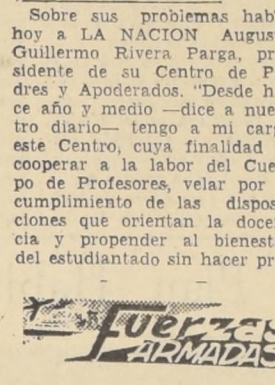 Sobre sus problemas hab
hoy a LA NACION Augus
Guillermo Rivera Parga, pr
sidente de su Centro de P
dres y Apoderados. "Desde h
ce año y medio —dice a nue
tro diario— tengo a mi carg
este Centro, cuya finalidad
cooperar a la labor del Cue
po de Profesores, velar por
cumplimiento de las dispos
ciones que orientan la docen
cia y propender al bienest
del estudiantado sin hacer pr
Fuerzas
ARMADAS